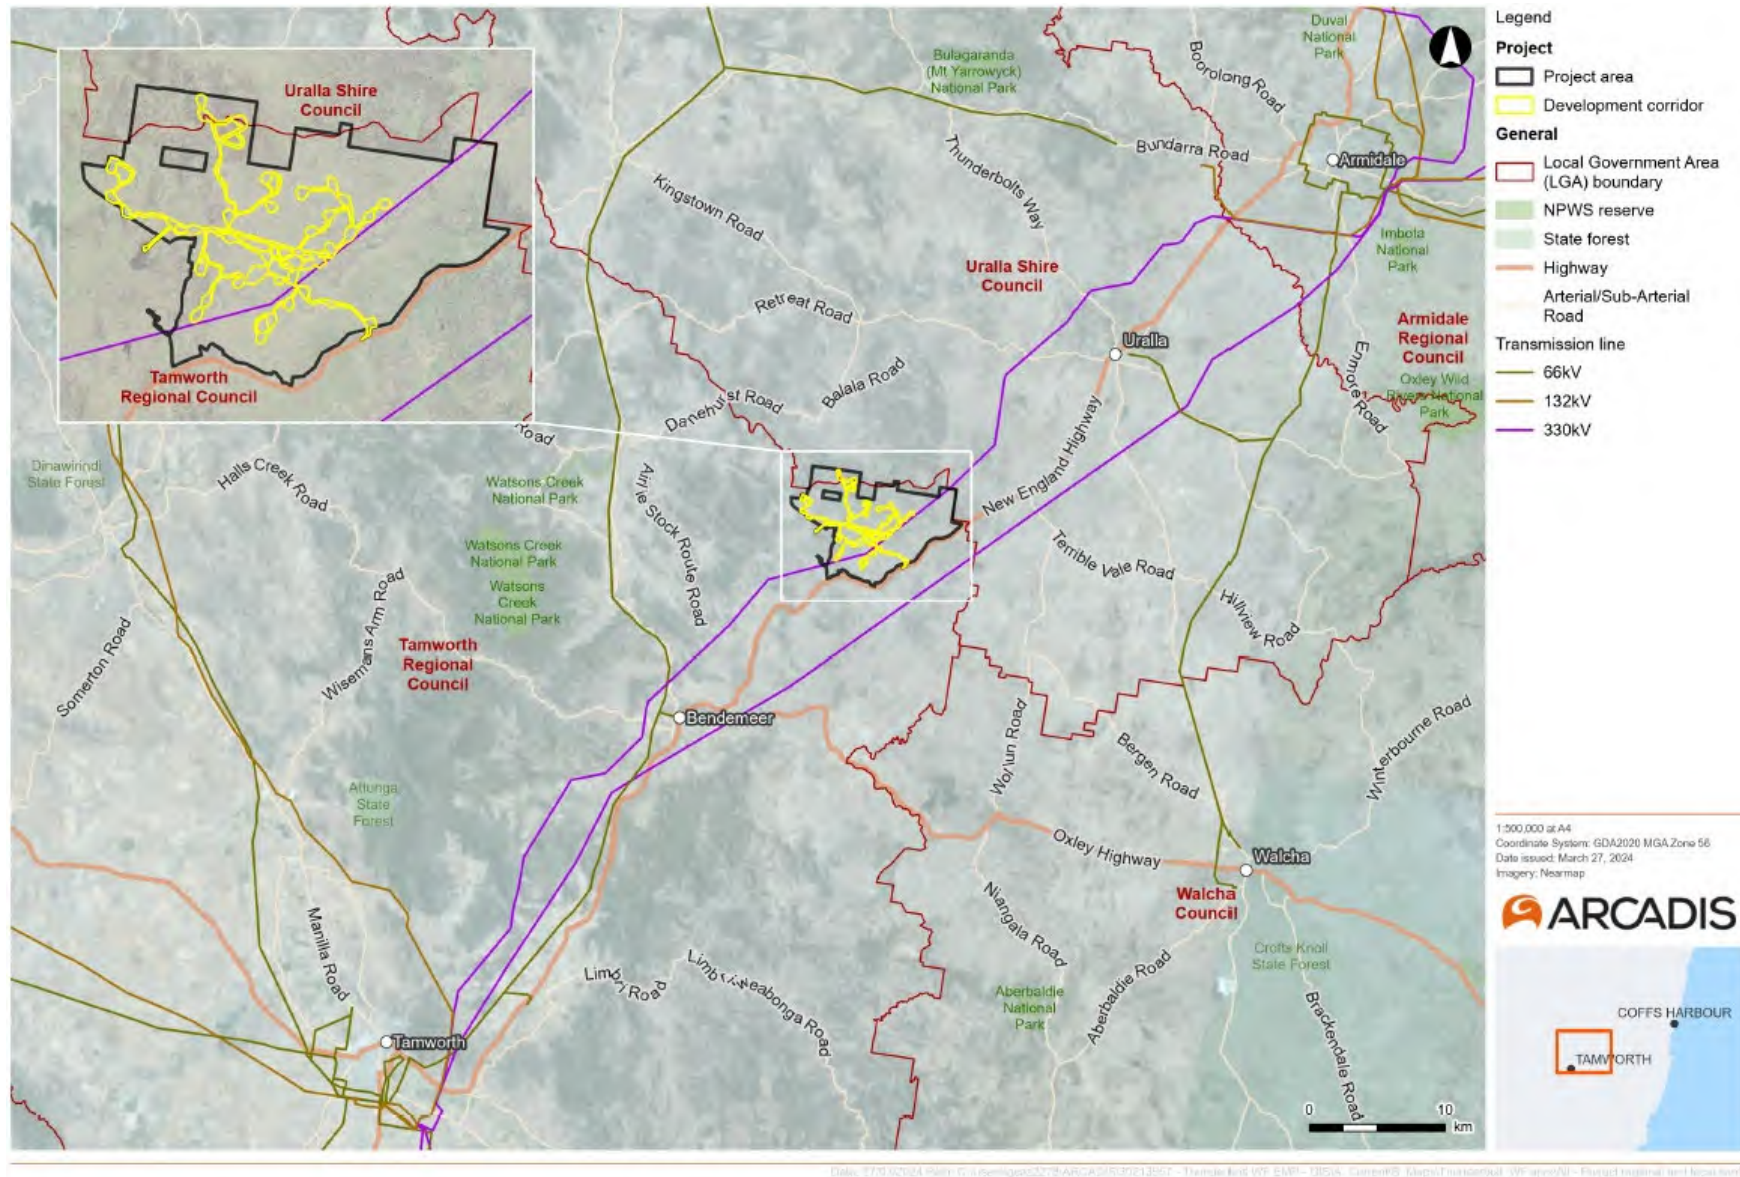 Legend
Project
Project area
Development corridor
General
Local Government Area
(LGA) boundary
NPWS reserve
State forest
Highway
Arterial/Sub-Arterial
Road
Transmission line
66kV
132kV
330kV
Uralla Shire
Council
Tamworth
Regional Council
Bulagaranda
(Mt Yarrowyck)
National Park
Duval
National
Park
Boorolong Road
Bundarra Road
Armidale
Thunderbolts Way
Kingstown Road
Imbota
National
Park
Uralla Shire
Council
Retreat Road
Uralla
Armidale
Regional
Council
Oxley Wild
Rivers National
Park
Enmore Road
Balala Road
Danehurst Road
Road
New England Highway
Dinawirindi
State Forest
Halls Creek Road
Watsons Creek
National Park
Airlie Stock Route Road
Watsons Creek
National Park
Watsons
Creek
National Park
Terrible Vale Road
Hillview Road
Wisemans Arm Road
Somerton Road
Tamworth
Regional
Council
Bendemeer
Bergen Road
Winterbourne Road
Attunga
State
Forest
Oxley Highway
Walcha
Walcha
Council
Niangala Road
Aberbaldie Road
Crofts Knoll
State Forest
Manilla Road
Aberbaldie
National
Park
Brackendale Road
Tamworth
0 10
km
1:500,000 at A4
Coordinate System: GDA2020 MGA Zone 56
Date issued: March 27, 2024
Imagery: Nearmap
ARCADIS
COFFS HARBOUR
TAMWORTH